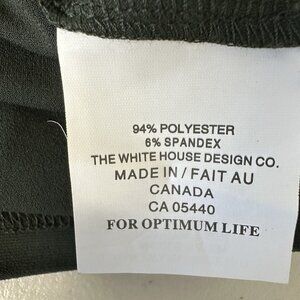 94% POLYESTER
6% SPANDEX
THE WHITE HOUSE DESIGN CO.
MADE IN / FAIT AU
CANADA
CA 05440
FOR OPTIMUM LIFE